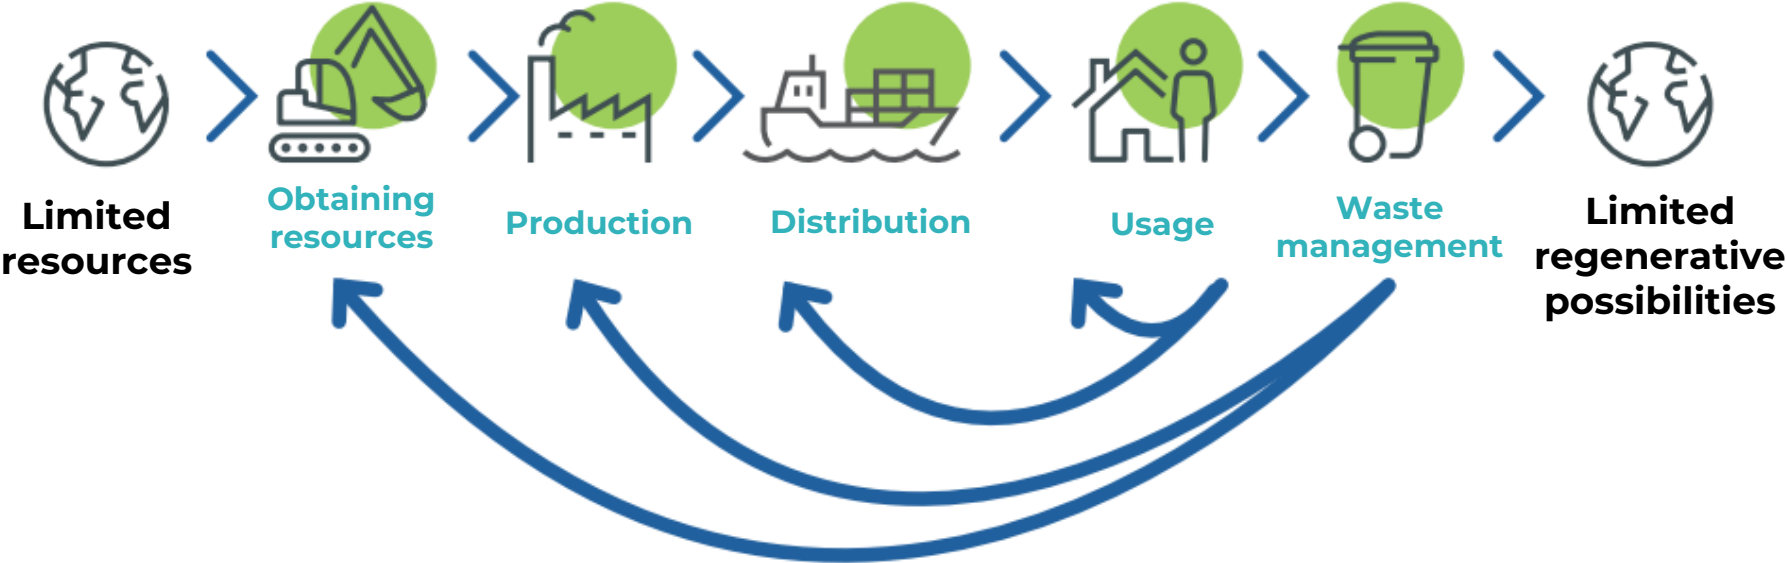 Limited
resources
Obtaining
resources
Production
Distribution
Usage
Waste
management
Limited
regenerative
possibilities